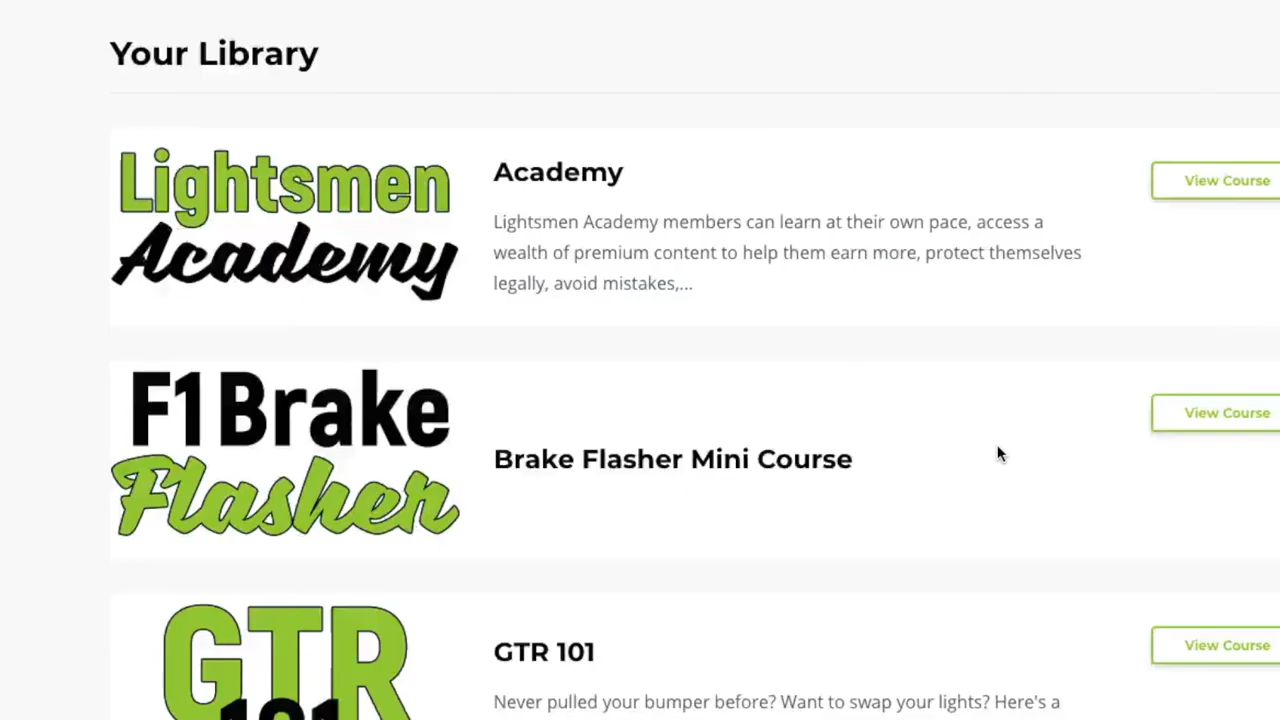 Your Library
Lightsmen
Academy
Academy
Lightsmen Academy members can learn at their own pace, access a
wealth of premium content to help them earn more, protect themselves
legally, avoid mistakes,...
View Course
F1 Brake
Flasher
Brake Flasher Mini Course
View Course
GTR
101
GTR 101
Never pulled your bumper before? Want to swap your lights? Here's a
View Course